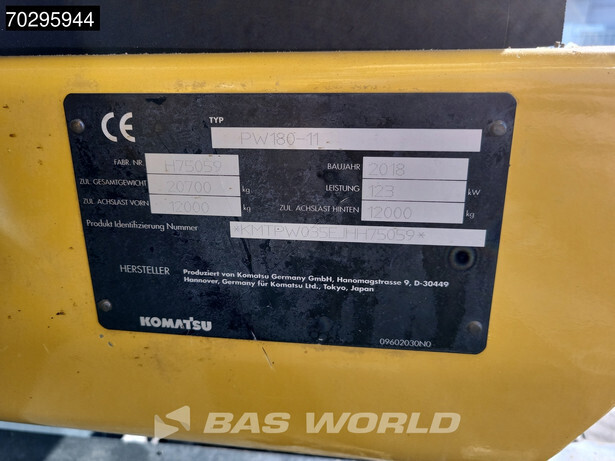 70295944
CE
TYP
PW180-11
FABR. NR. H75059 BAUJAHR 2018
ZUL. GESAMTGEWICHT 20700 kg LEISTUNG 123 kW
ZUL. ACHSLAST VORN 12000 kg ZUL. ACHSLAST HINTEN 12000 kg
Produkt Identifizierung Nummer *KMTPW035EJHH75059*
HERSTELLER Produziert von Komatsu Germany GmbH, Hanomagstrasse 9, D-30449
Hannover, Germany für Komatsu Ltd., Tokyo, Japan
KOMATSU
09602030N0
BAS WORLD